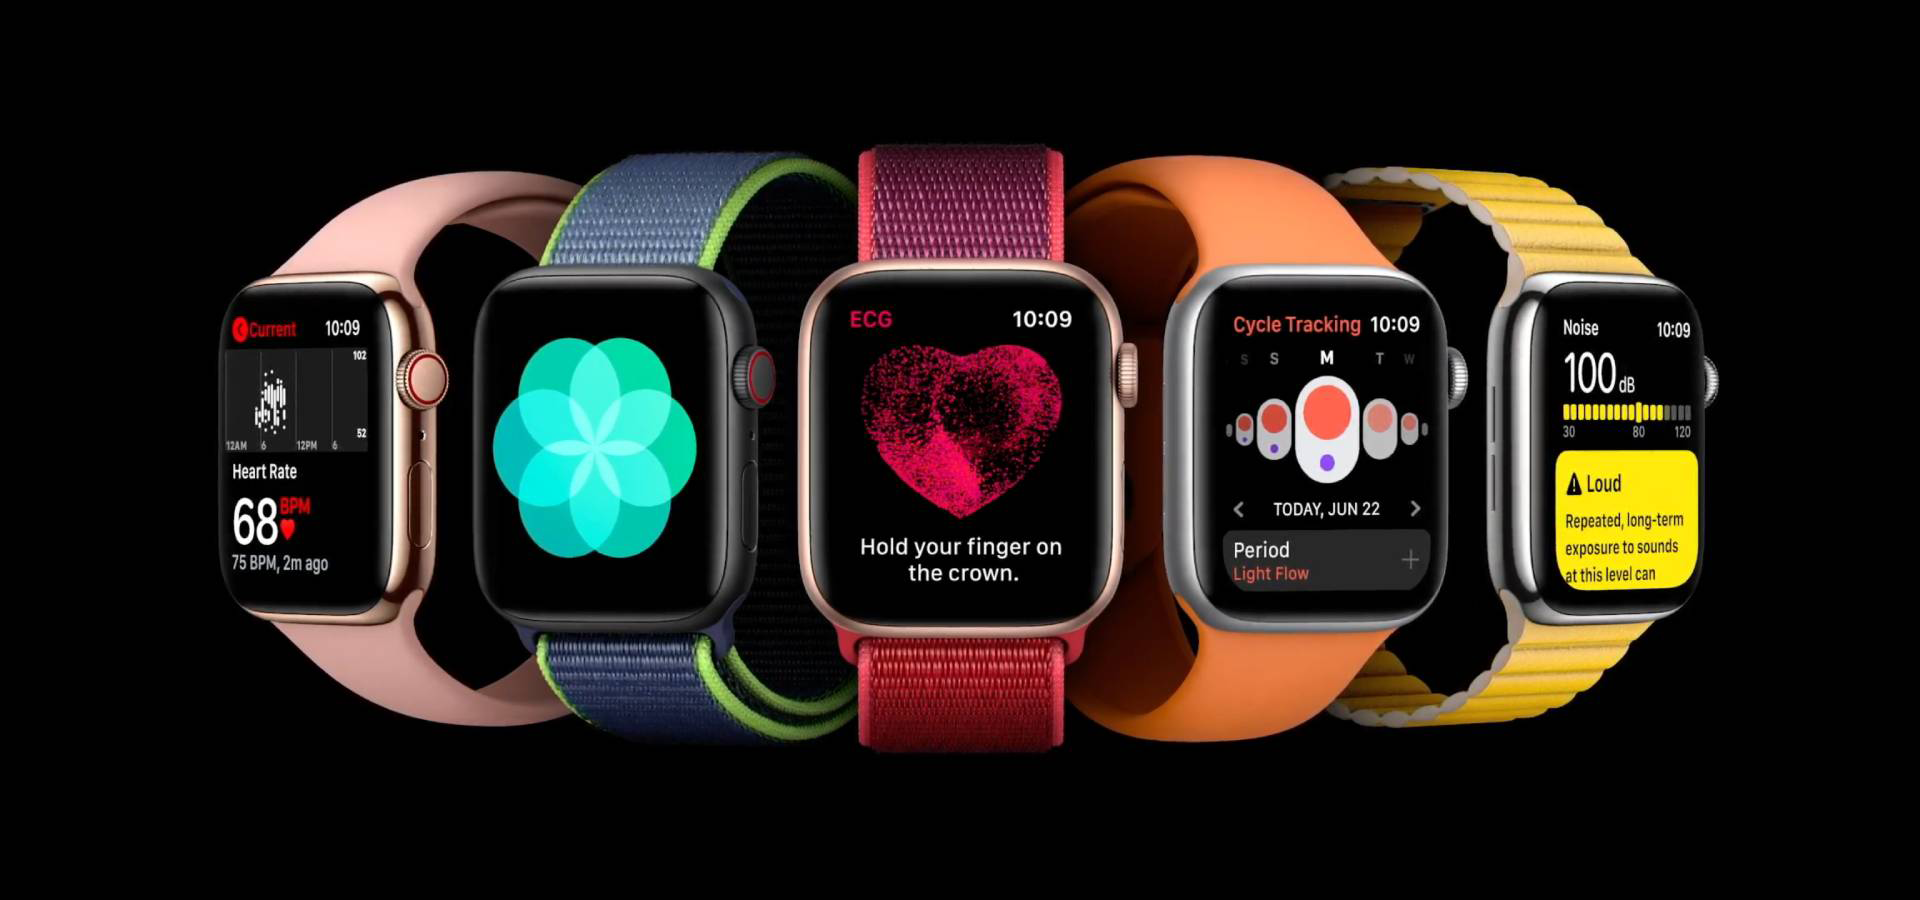 Current 10:09
102
52
12AM 6 12PM 6
Heart Rate
68 BPM
75 BPM, 2m ago
ECG 10:09
Hold your finger on
the crown.
Cycle Tracking 10:09
S S M T W
TODAY, JUN 22
Period
Light Flow
Noise 10:09
100 dB
30 80 120
Loud
Repeated, long-term
exposure to sounds
at this level can